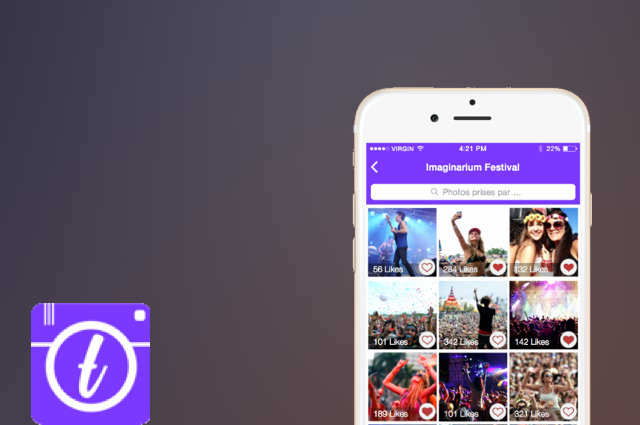 VIRGIN
4:21 PM
22%
Imaginarium Festival
Photos prises par ...
56 Likes
284 Likes
132 Likes
101 Likes
342 Likes
142 Likes
189 Likes
101 Likes
321 Likes
t